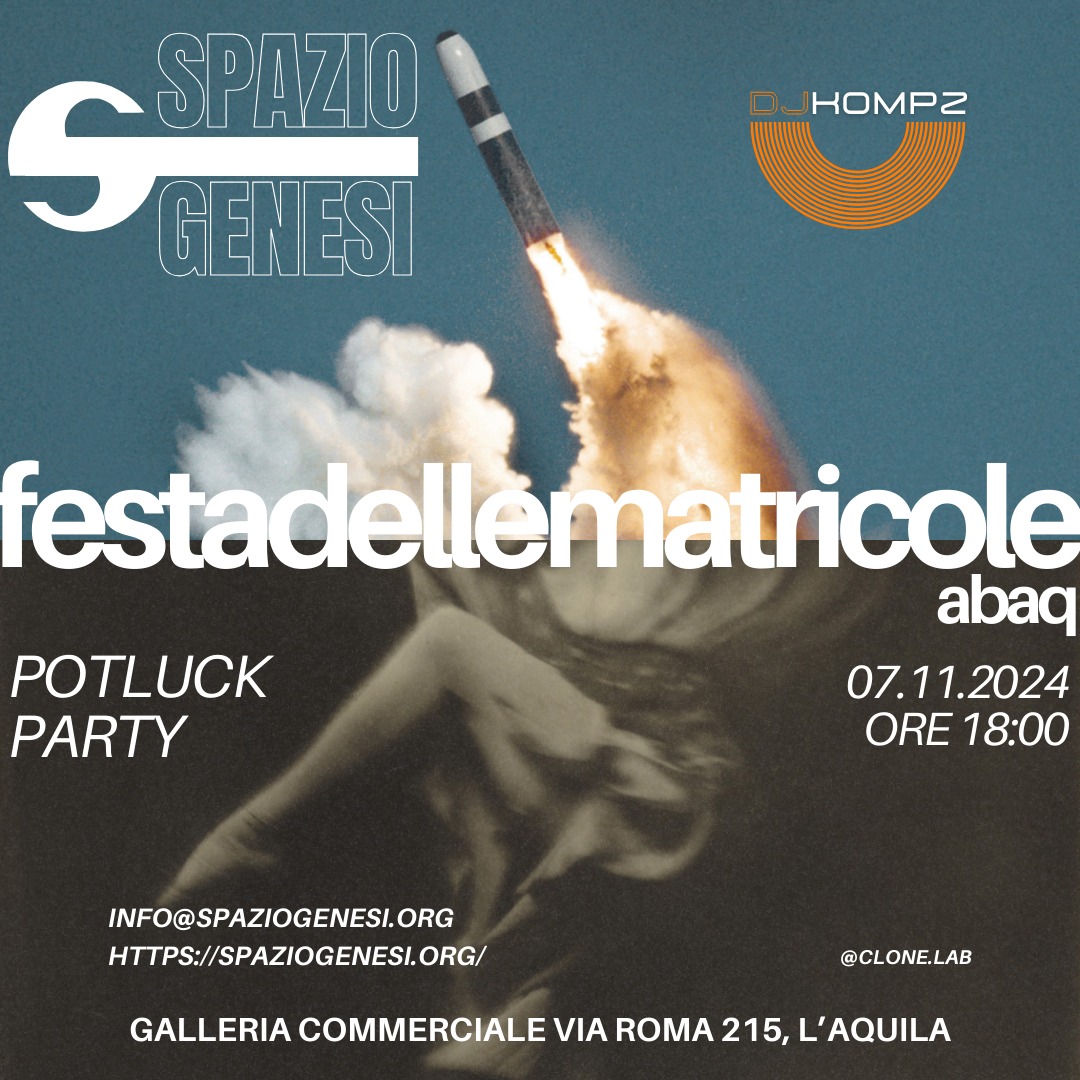 SPAZIO
GENESI
DJKOMPZ
festadellematricole
abaq
POTLUCK
PARTY
07.11.2024
ORE 18:00
INFO@SPAZIOGENESI.ORG
HTTPS://SPAZIOGENESI.ORG/
@CLONE.LAB
GALLERIA COMMERCIALE VIA ROMA 215, L’AQUILA